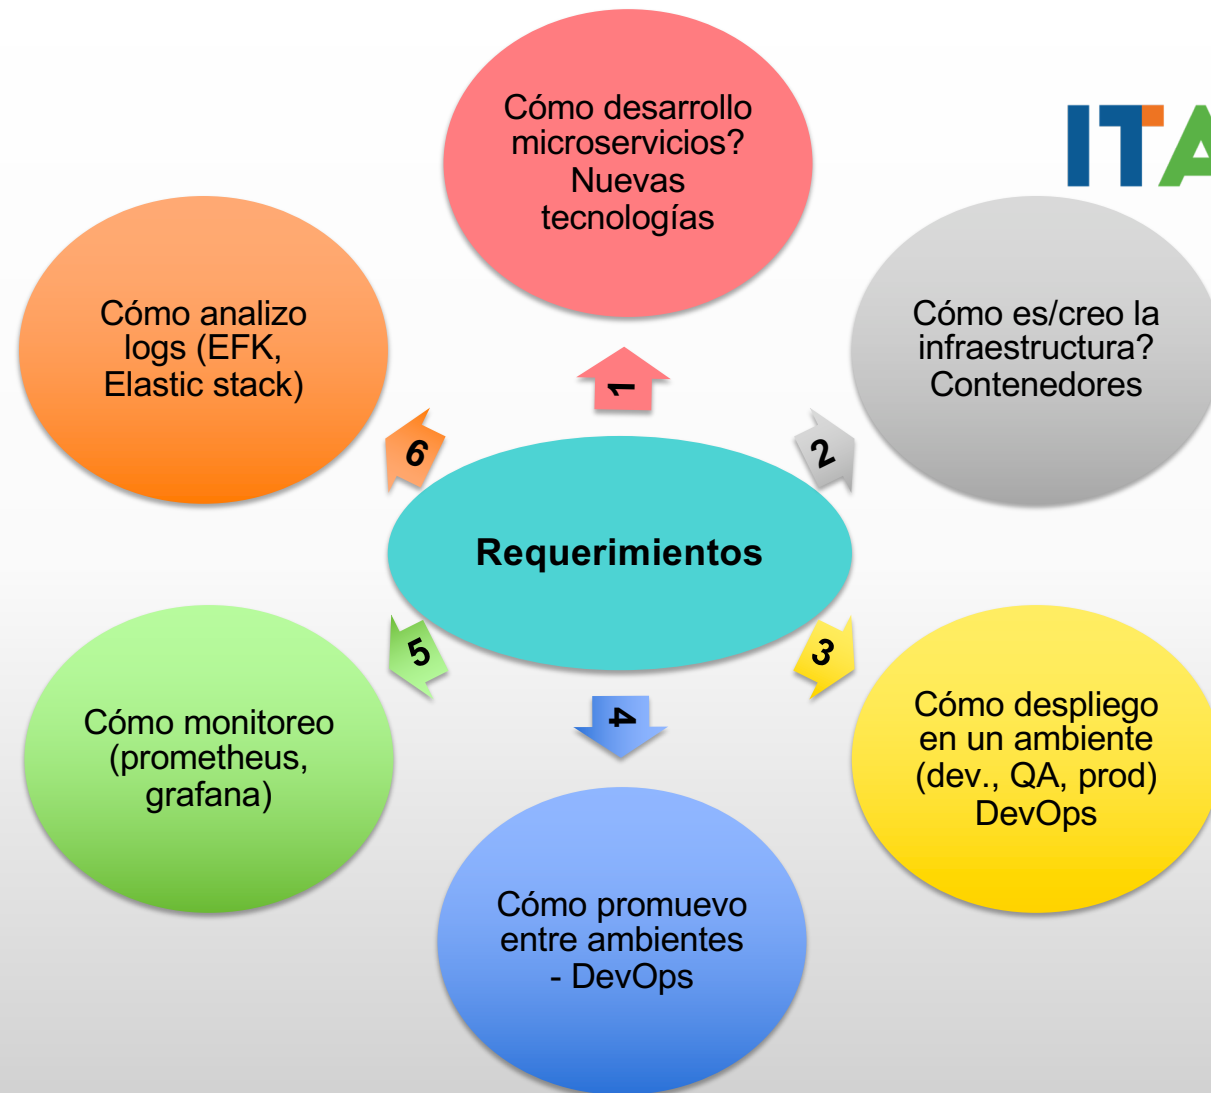 Cómo desarrollo
microservicios?
Nuevas
tecnologías
ITA
Cómo analizo
logs (EFK,
Elastic stack)
Cómo es/creo la
infraestructura?
Contenedores
1
6
2
Requerimientos
5
3
4
Cómo monitoreo
(prometheus,
grafana)
Cómo despliego
en un ambiente
(dev., QA, prod)
DevOps
Cómo promuevo
entre ambientes
- DevOps